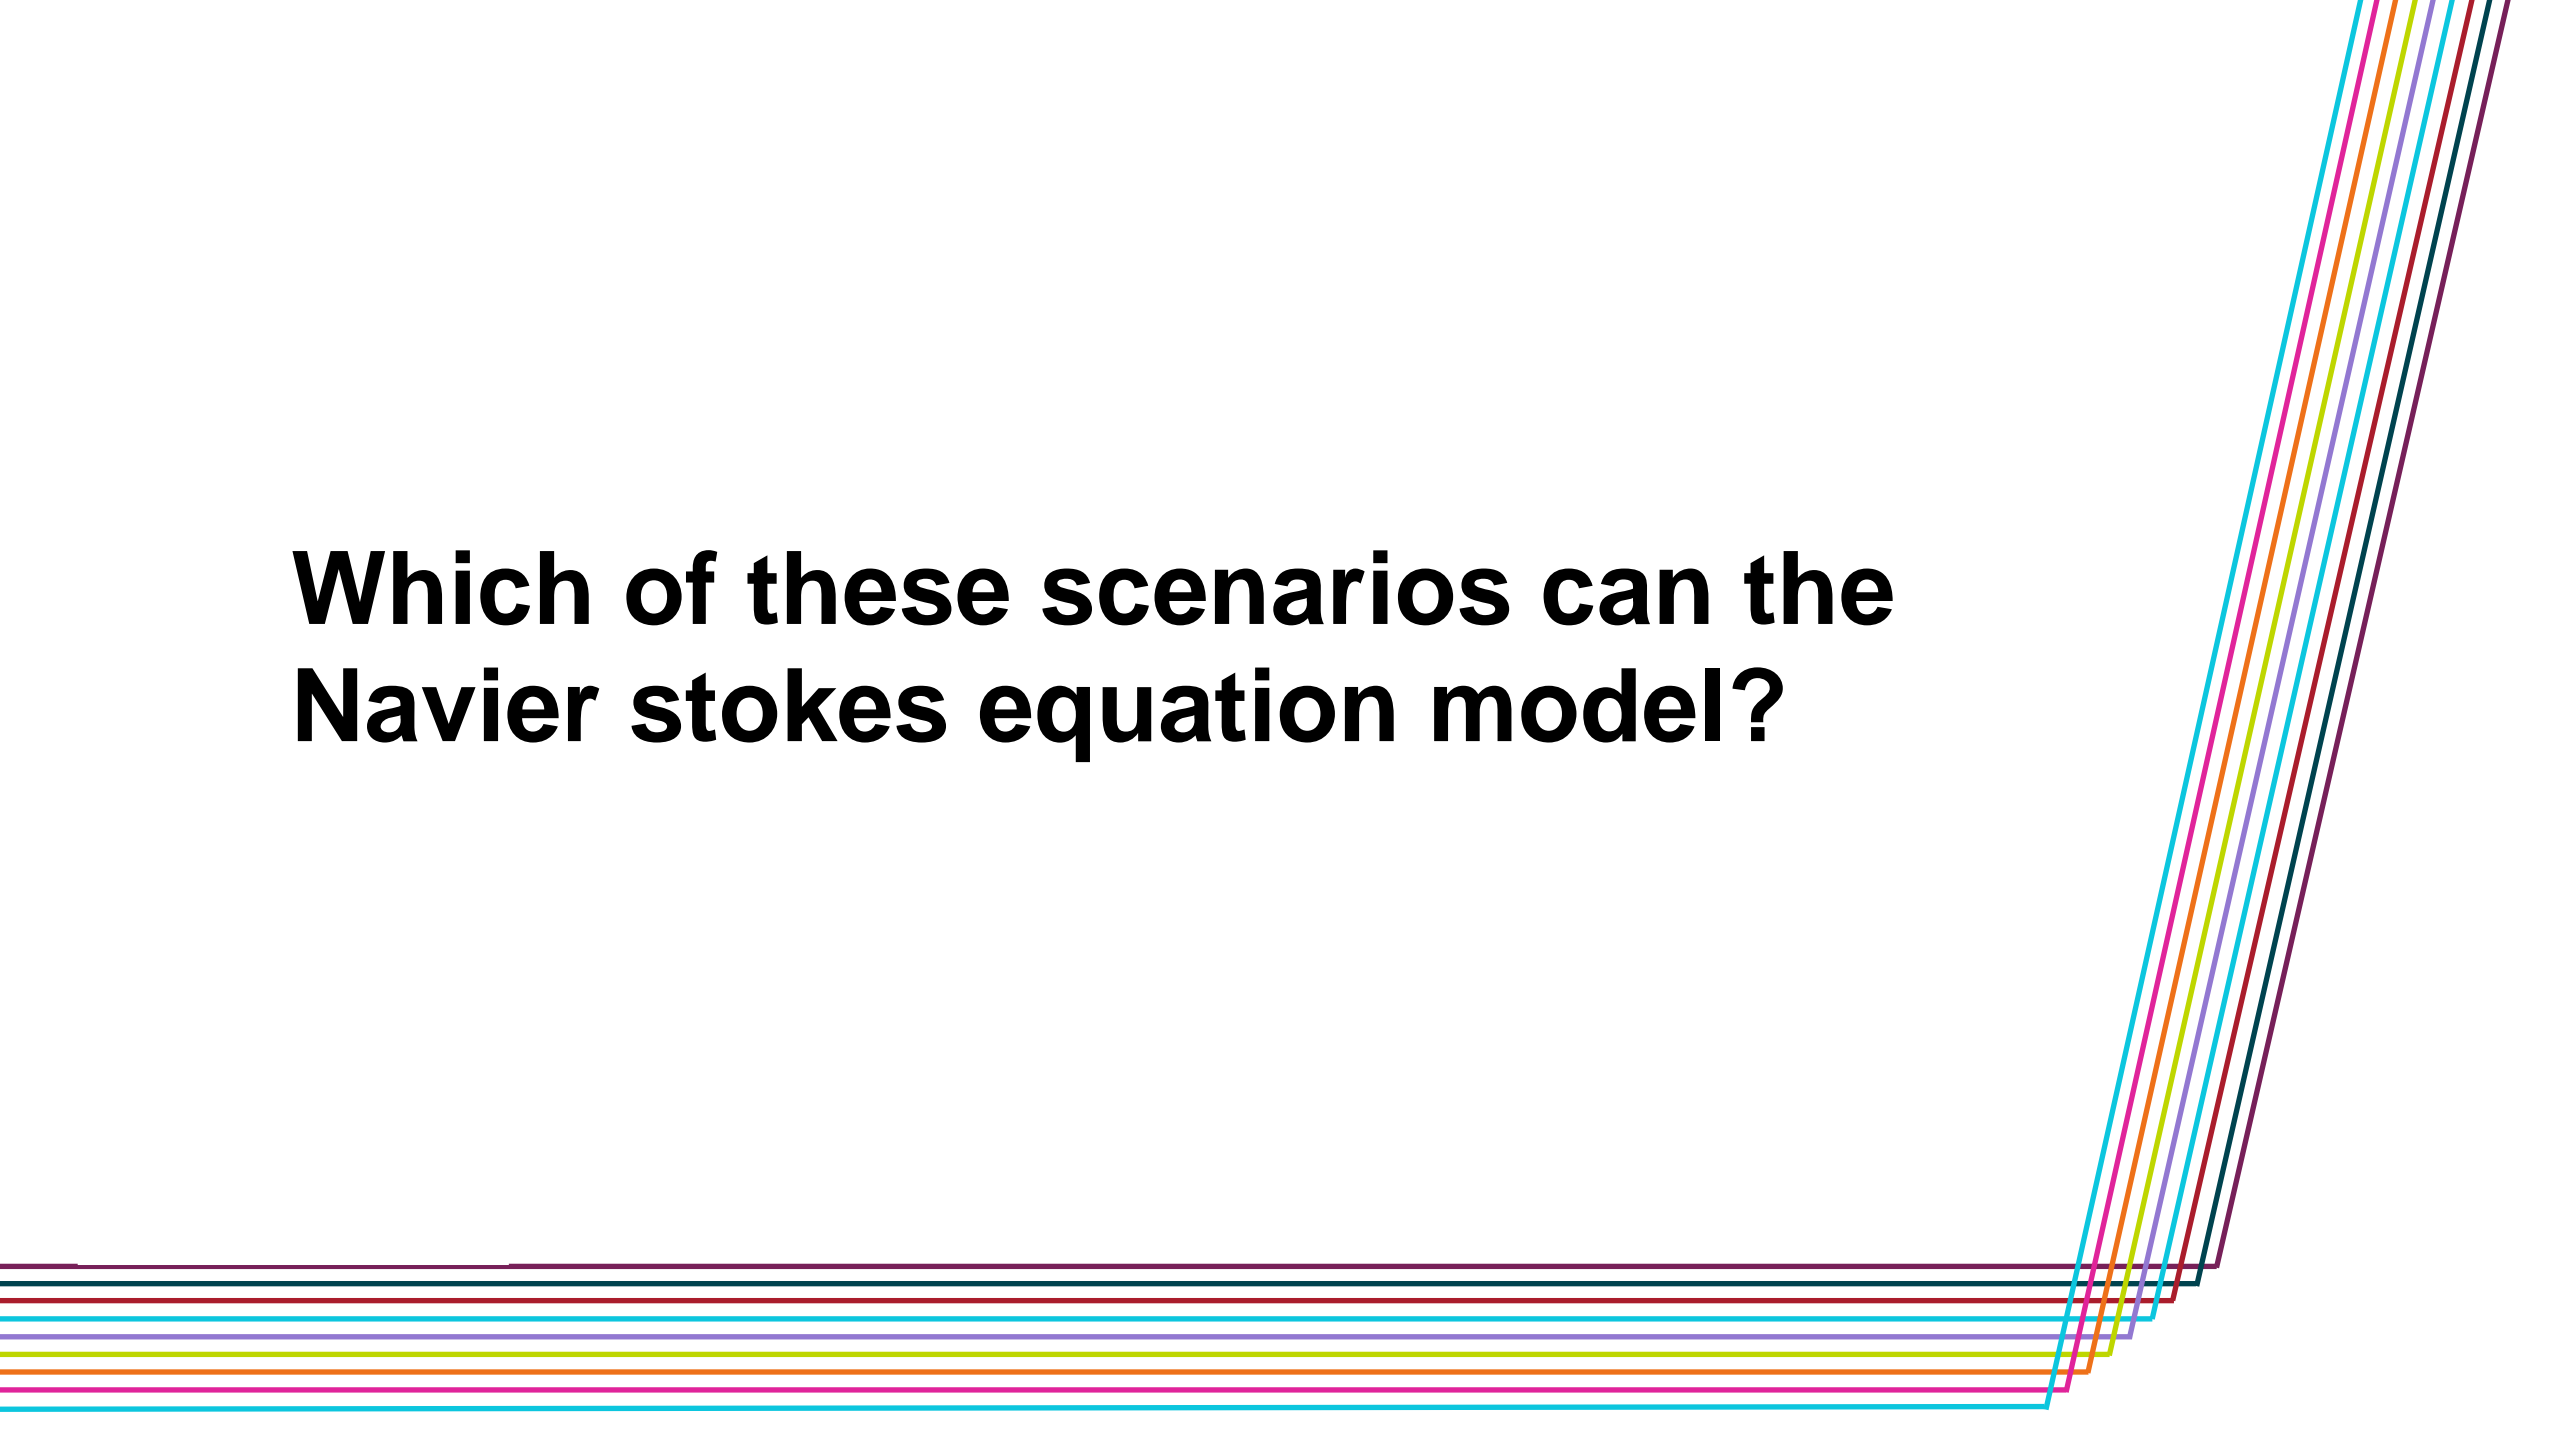 Which of these scenarios can the
Navier stokes equation model?